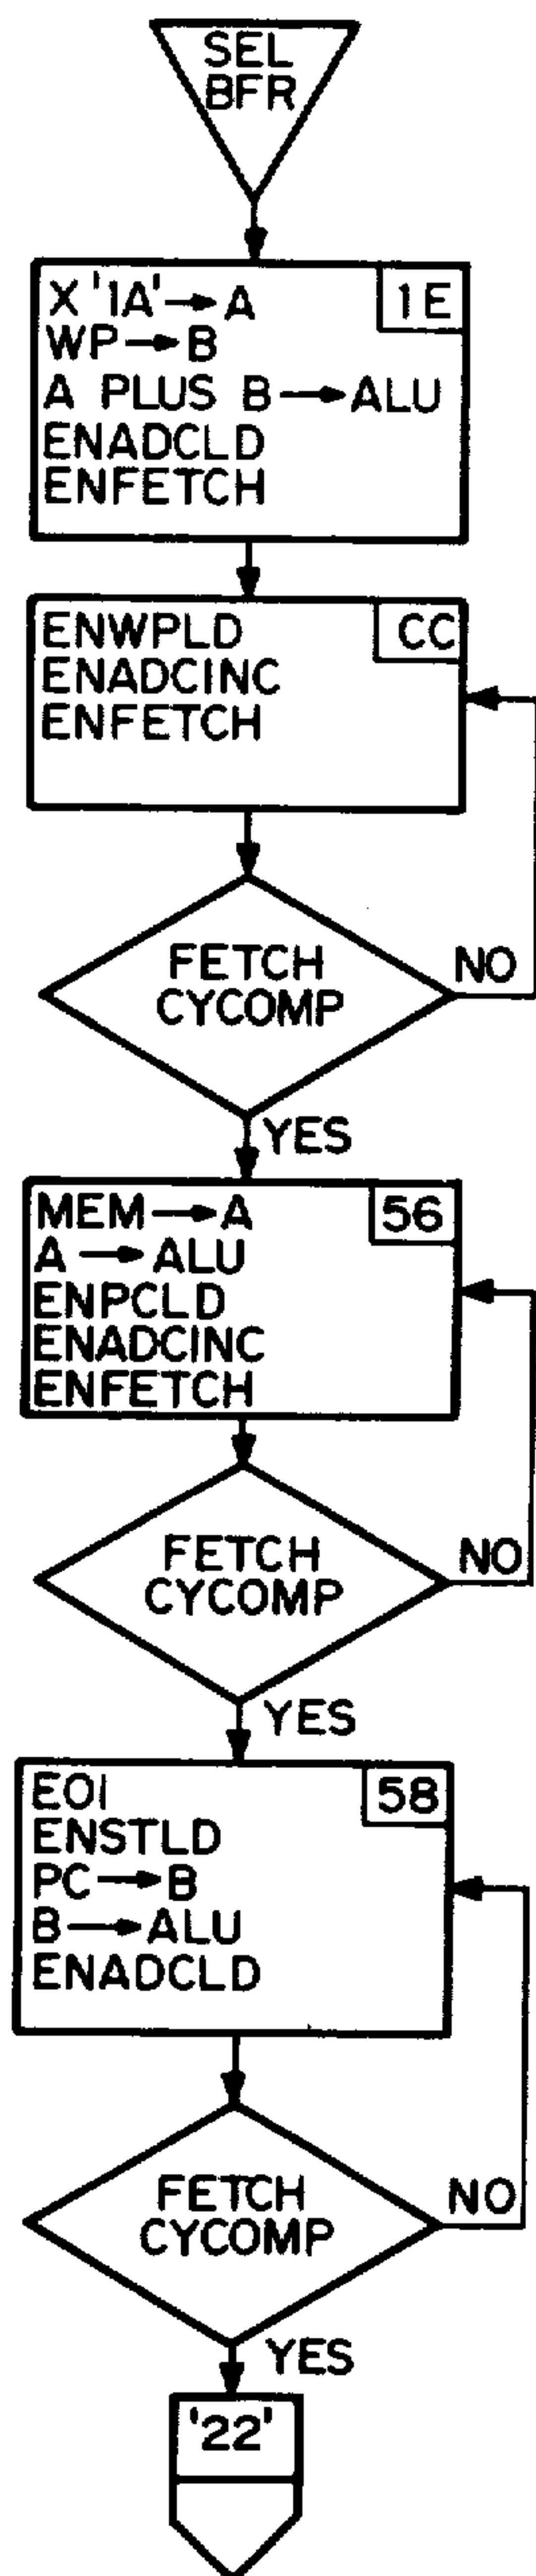 SEL
BFR
X '1A' → A
1E
WP → B
A PLUS B → ALU
ENADCLD
ENFETCH
ENWPLD
CC
ENADCINC
ENFETCH
FETCH
CYCOMP
NO
YES
MEM → A
56
A → ALU
ENPCLD
ENADCINC
ENFETCH
FETCH
CYCOMP
NO
YES
EOI
58
ENSTLD
PC → B
B → ALU
ENADCLD
FETCH
CYCOMP
NO
YES
'22'